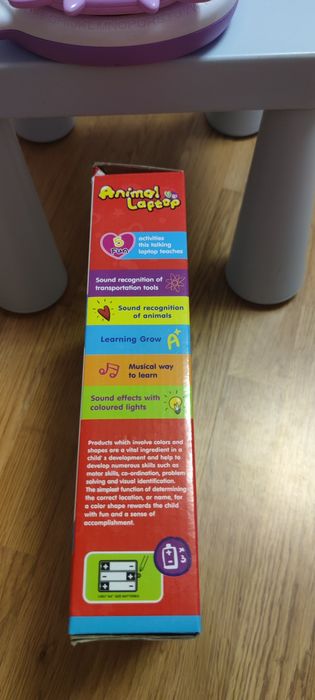 Animal
Laptop
5
FUN
activities
this talking
laptop teaches
Sound recognition of
transportation tools
Sound recognition
of animals
Learning Grow
A+
Musical way
to learn
Sound effects with
coloured lights
Products which involve colors and
shapes are a vital ingredient in a
child's development and help to
develop numerous skills such as
motor skills, co-ordination, problem
solving and visual identification.
The simplest function of determining
the correct location, or name, for
a color shape rewards the child
with fun and a sense of
accomplishment.
x
3